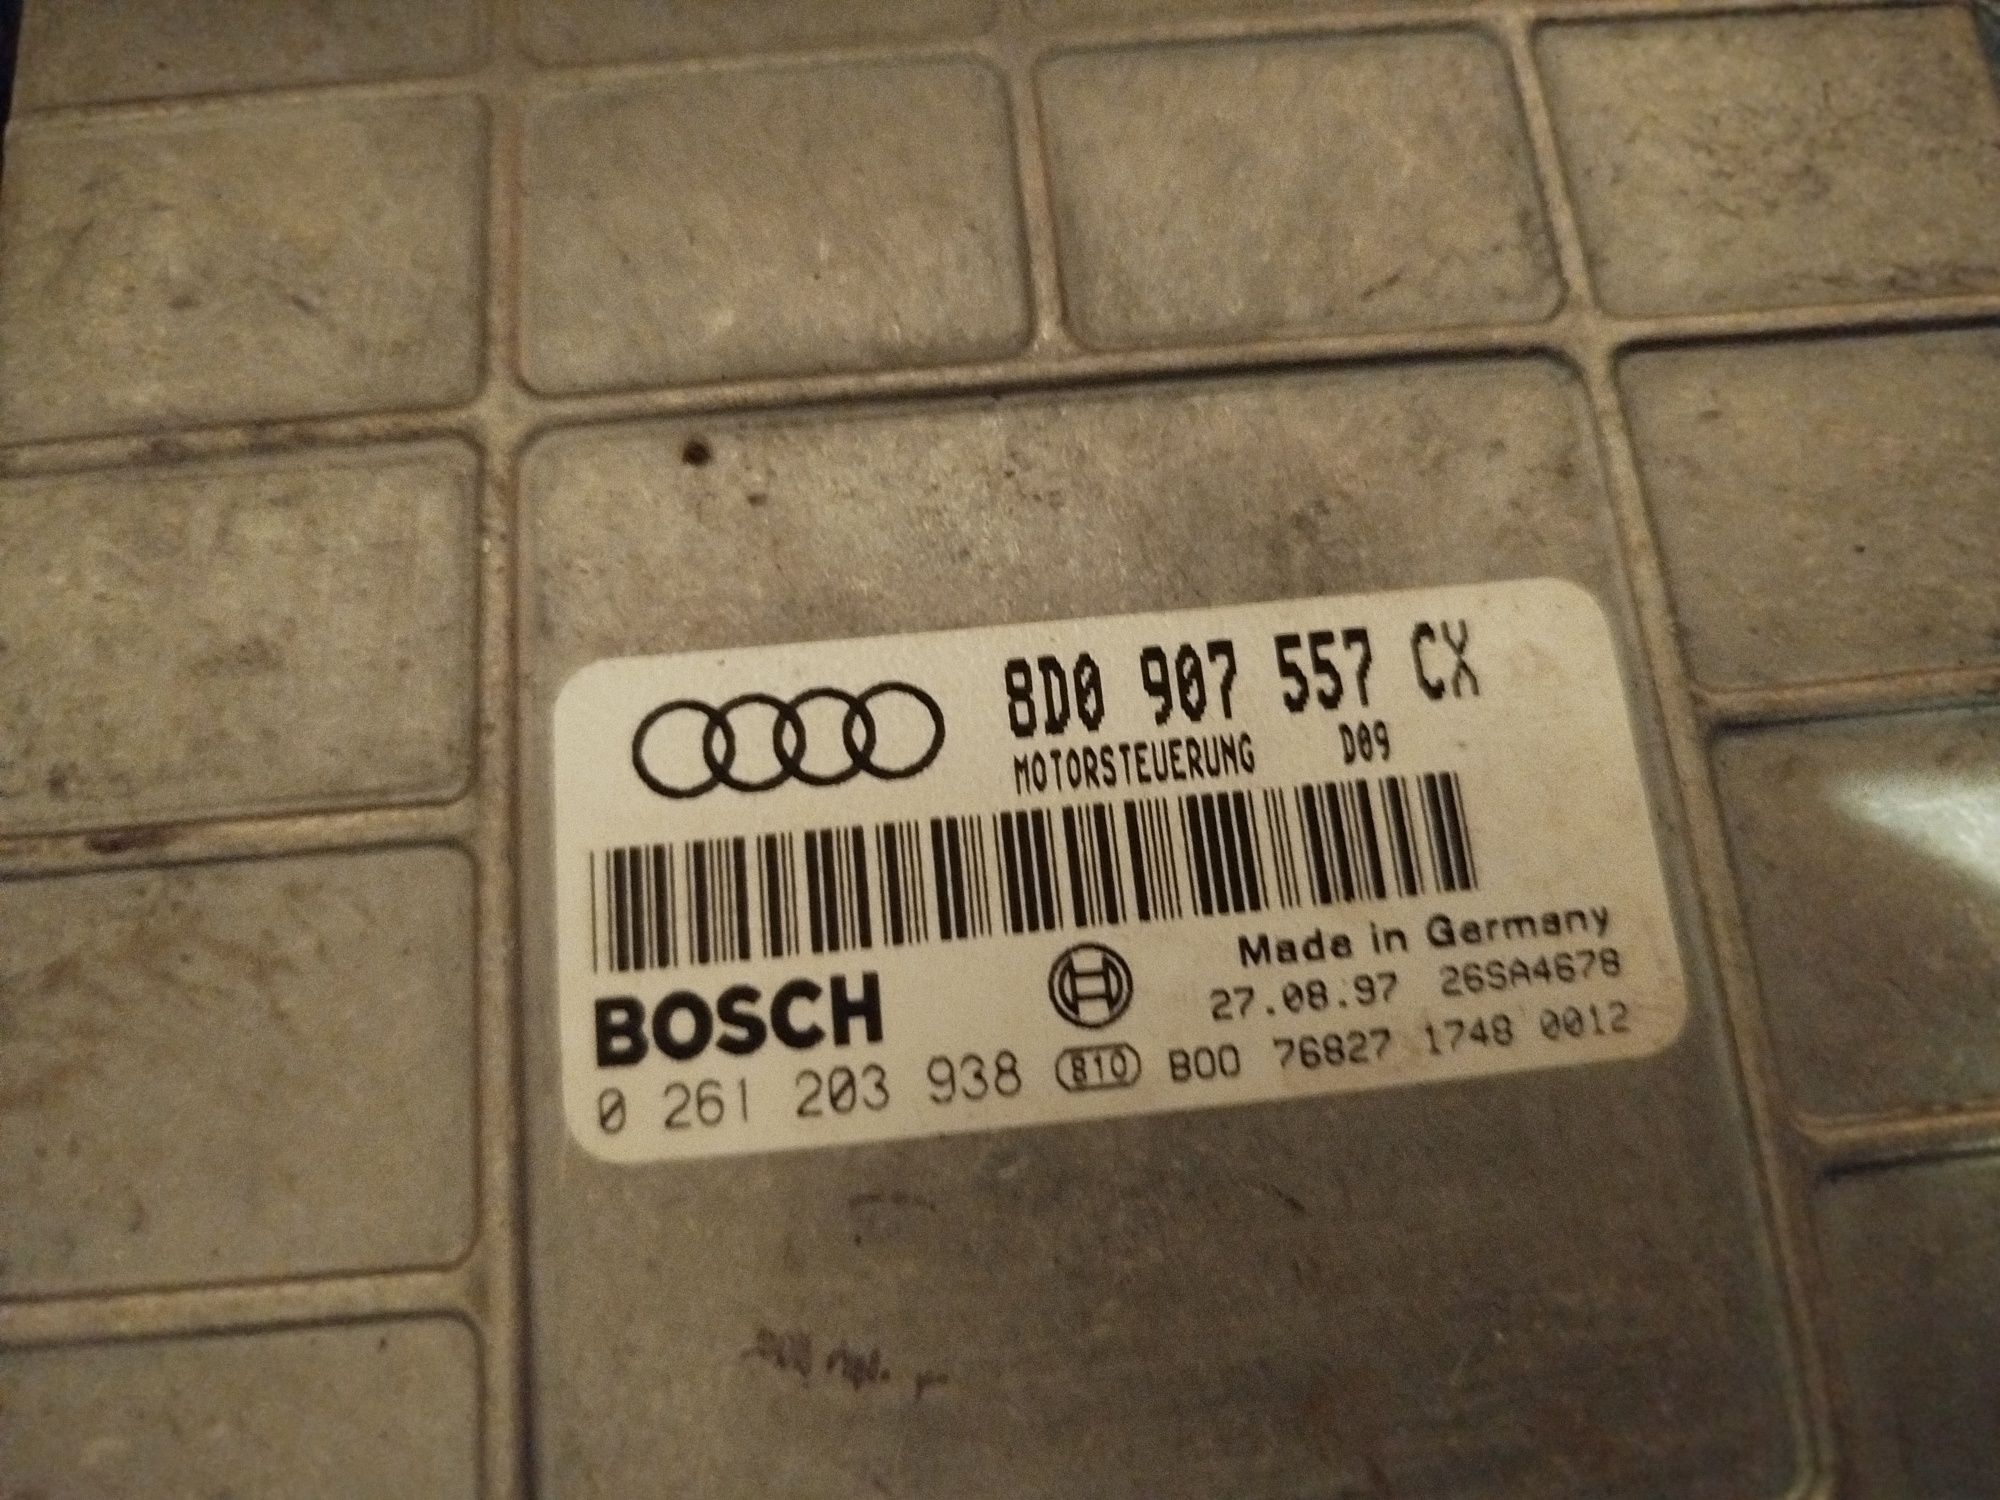 8D0 907 557 CX
MOTORSTEUERUNG D09
Made in Germany
BOSCH
27.08.97 26SA4678
0 261 203 938 810 B00 76827 1748 0012